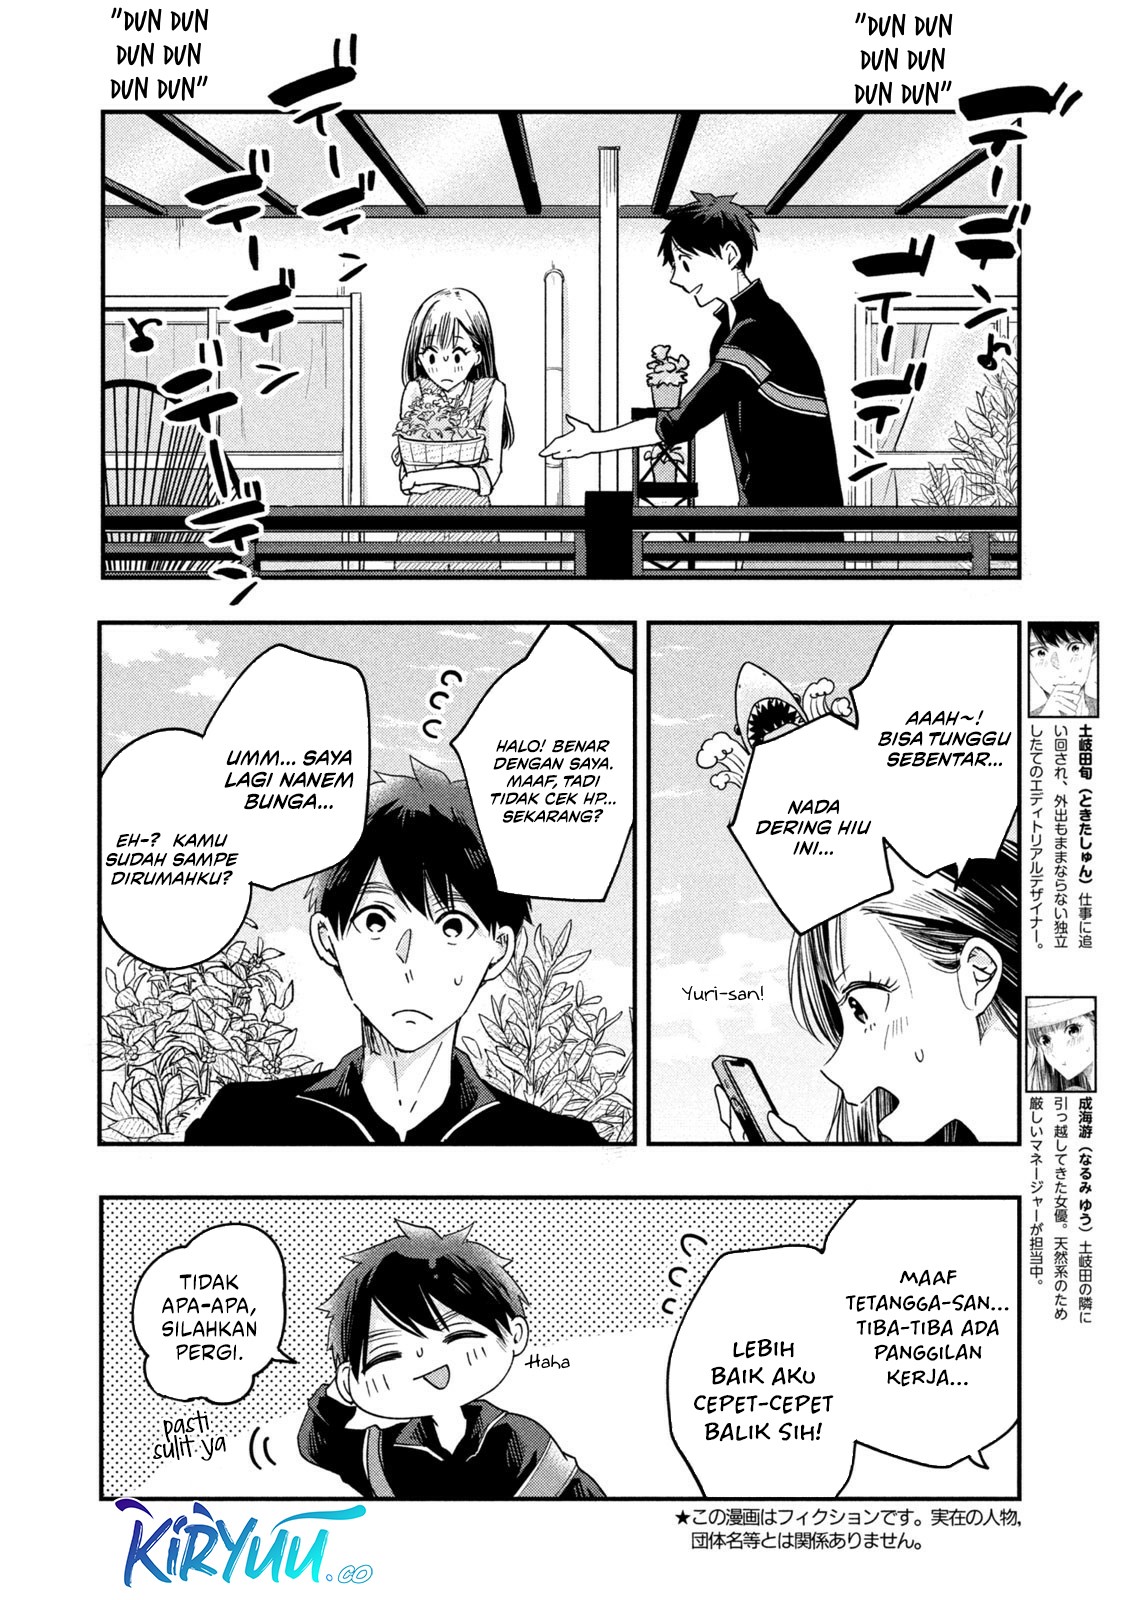 "DUN DUN
DUN DUN
DUN DUN"
"DUN DUN
DUN DUN
DUN DUN"
デーデン
デーデン
デーデン
デーデン♪
デーデン
デーデン♪
AAAH~!
BISA TUNGGU
SEBENTAR...
NADA
DERING HIU
INI...
Yuri-san!
HALO! BENAR
DENGAN SAYA.
MAAF, TADI
TIDAK CEK HP...
SEKARANG?
UMM... SAYA
LAGI NANEM
BUNGA...
EH-? KAMU
SUDAH SAMPE
DIRUMAHKU?
土岐田旬（ときたしゅん）仕事に追
い回され、外出もままならない独立
したてのエディトリアルデザイナー。
成海游（なるみ ゆう）土岐田の隣に
引っ越してきた女優。天然系のため
厳しいマネージャーが担当中。
MAAF
TETANGGA-SAN...
TIBA-TIBA ADA
PANGGILAN
KERJA...
LEBIH
BAIK AKU
CEPET-CEPET
BALIK SIH!
Haha
TIDAK
APA-APA,
SILAHKAN
PERGI.
pasti
sulit ya
★この漫画はフィクションです。実在の人物,
団体名等とは関係ありません。
KIRYUU.CO